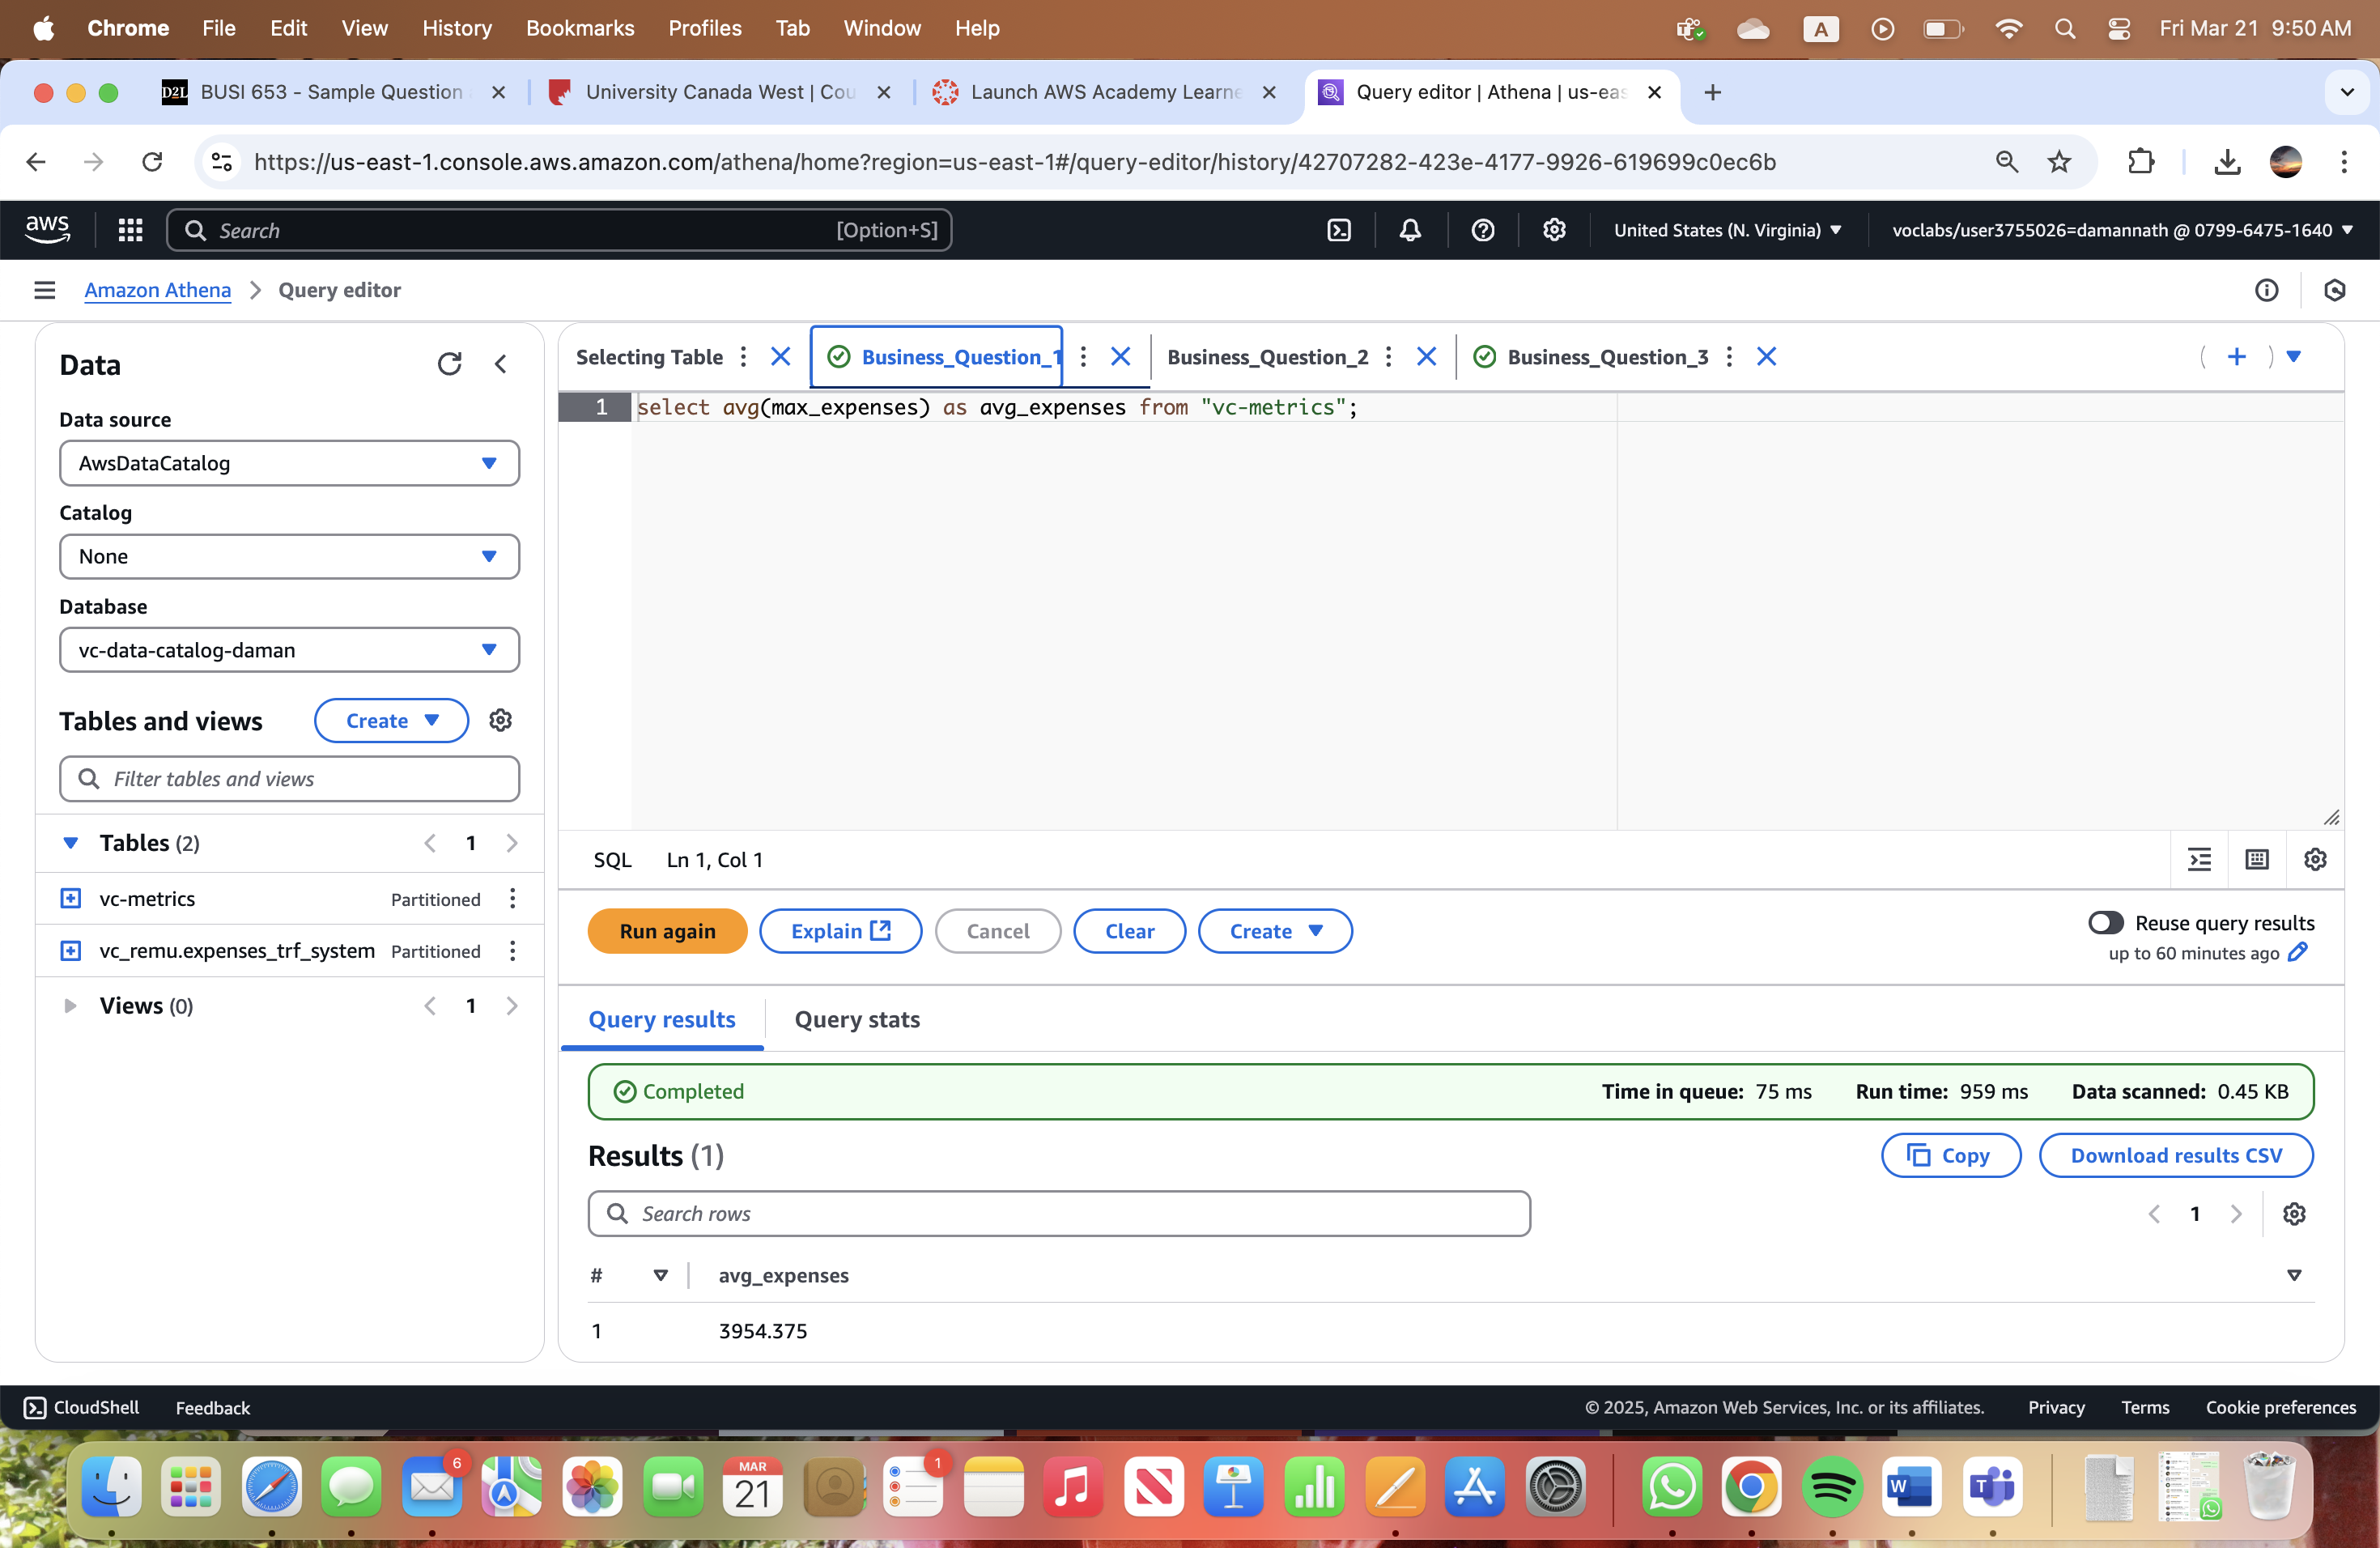 Chrome File Edit View History Bookmarks Profiles Tab Window Help A Fri Mar 21 9:50 AM
D2L BUSI 653 - Sample Question University Canada West | Cou Launch AWS Academy Learne Query editor | Athena | us-eas
https://us-east-1.console.aws.amazon.com/athena/home?region=us-east-1#/query-editor/history/42707282-423e-4177-9926-619699c0ec6b
aws Search [Option+S] United States (N. Virginia) voclabs/user3755026=damannath @ 0799-6475-1640
Amazon Athena Query editor
Data
Data source
AwsDataCatalog
Catalog
None
Database
vc-data-catalog-daman
Tables and views Create
Filter tables and views
Tables (2) 1
vc-metrics Partitioned
vc_remu.expenses_trf_system Partitioned
Views (0) 1
Selecting Table Business_Question_1 Business_Question_2 Business_Question_3
1 select avg(max_expenses) as avg_expenses from "vc-metrics";
SQL Ln 1, Col 1
Run again Explain Cancel Clear Create
Reuse query results
up to 60 minutes ago
Query results Query stats
Completed Time in queue: 75 ms Run time: 959 ms Data scanned: 0.45 KB
Results (1) Copy Download results CSV
Search rows 1
# avg_expenses
1 3954.375
CloudShell Feedback © 2025, Amazon Web Services, Inc. or its affiliates. Privacy Terms Cookie preferences
6 MAR 21 1 W T